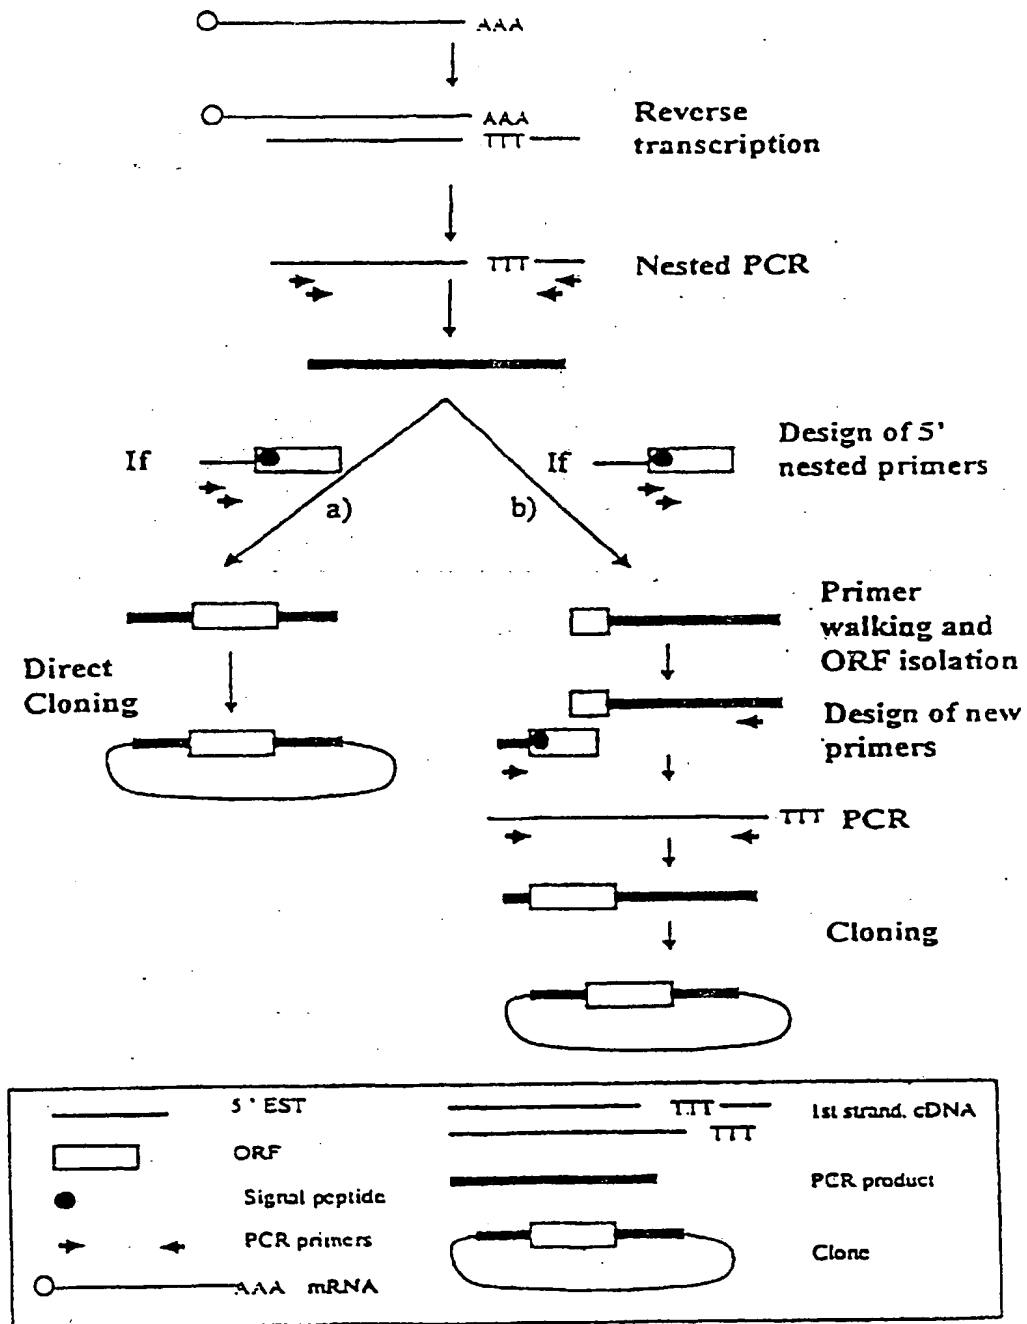 AAA
AAA
TTT
Reverse
transcription
TTT
Nested PCR
If
If
Design of 5'
nested primers
a)
b)
Primer
walking and
ORF isolation
Direct
Cloning
Design of new
primers
TTT PCR
Cloning
5' EST
TTT
1st strand. cDNA
TTT
ORF
Signal peptide
PCR product
PCR primers
Clone
AAA mRNA